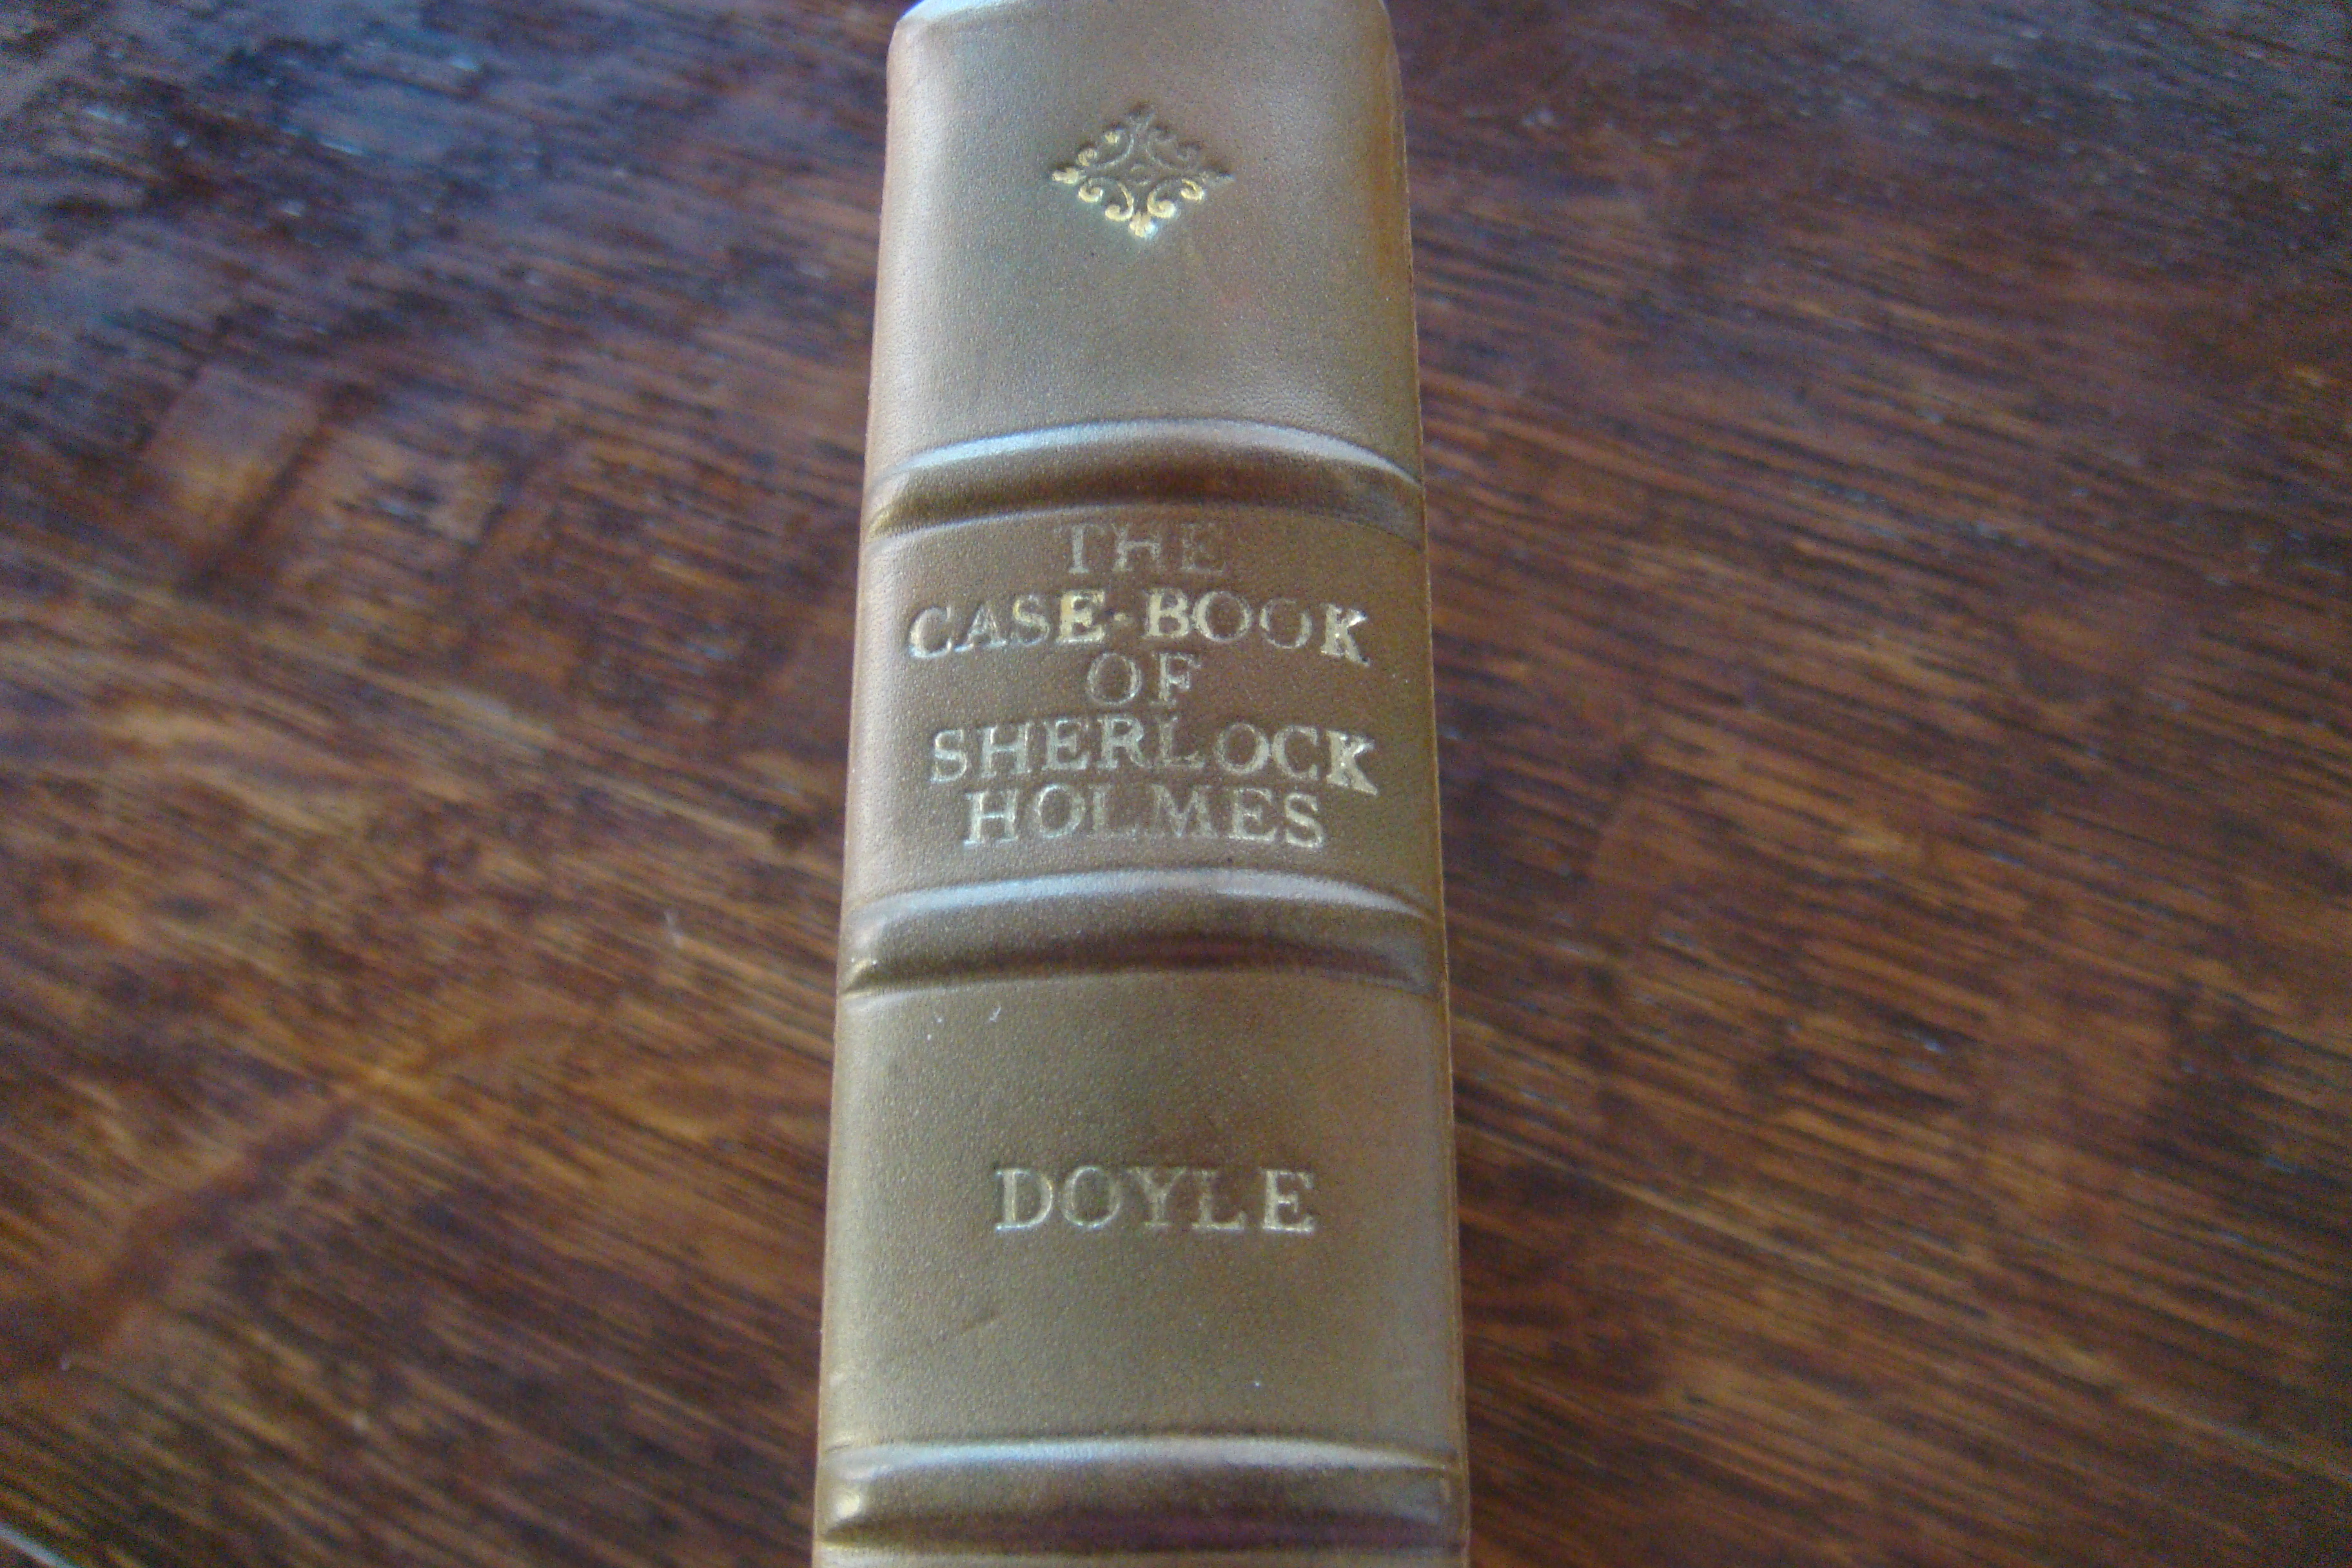 THE
CASE-BOOK
OF
SHERLOCK
HOLMES
DOYLE